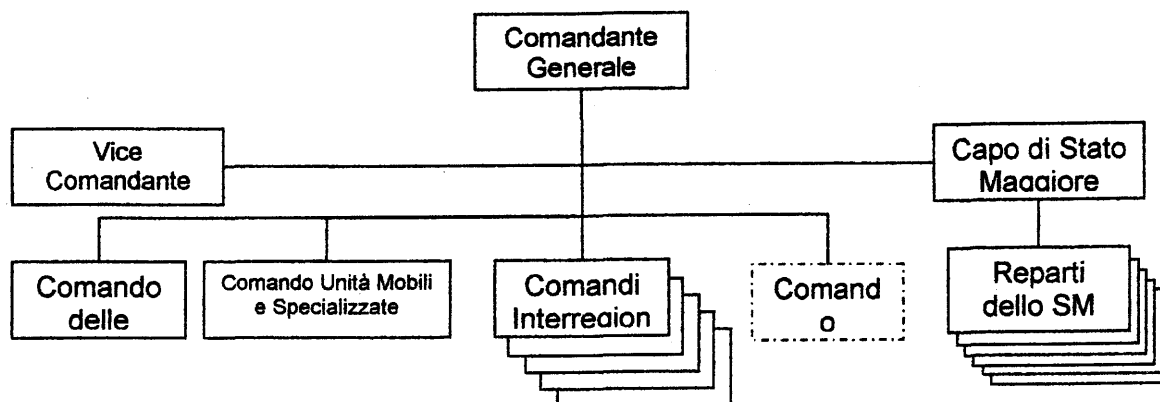 Comandante
Generale
Vice
Comandante
Capo di Stato
Maggiore
Comando
delle
Comando Unità Mobili
e Specializzate
Comandi
Interregion
Comand
o
Reparti
dello SM